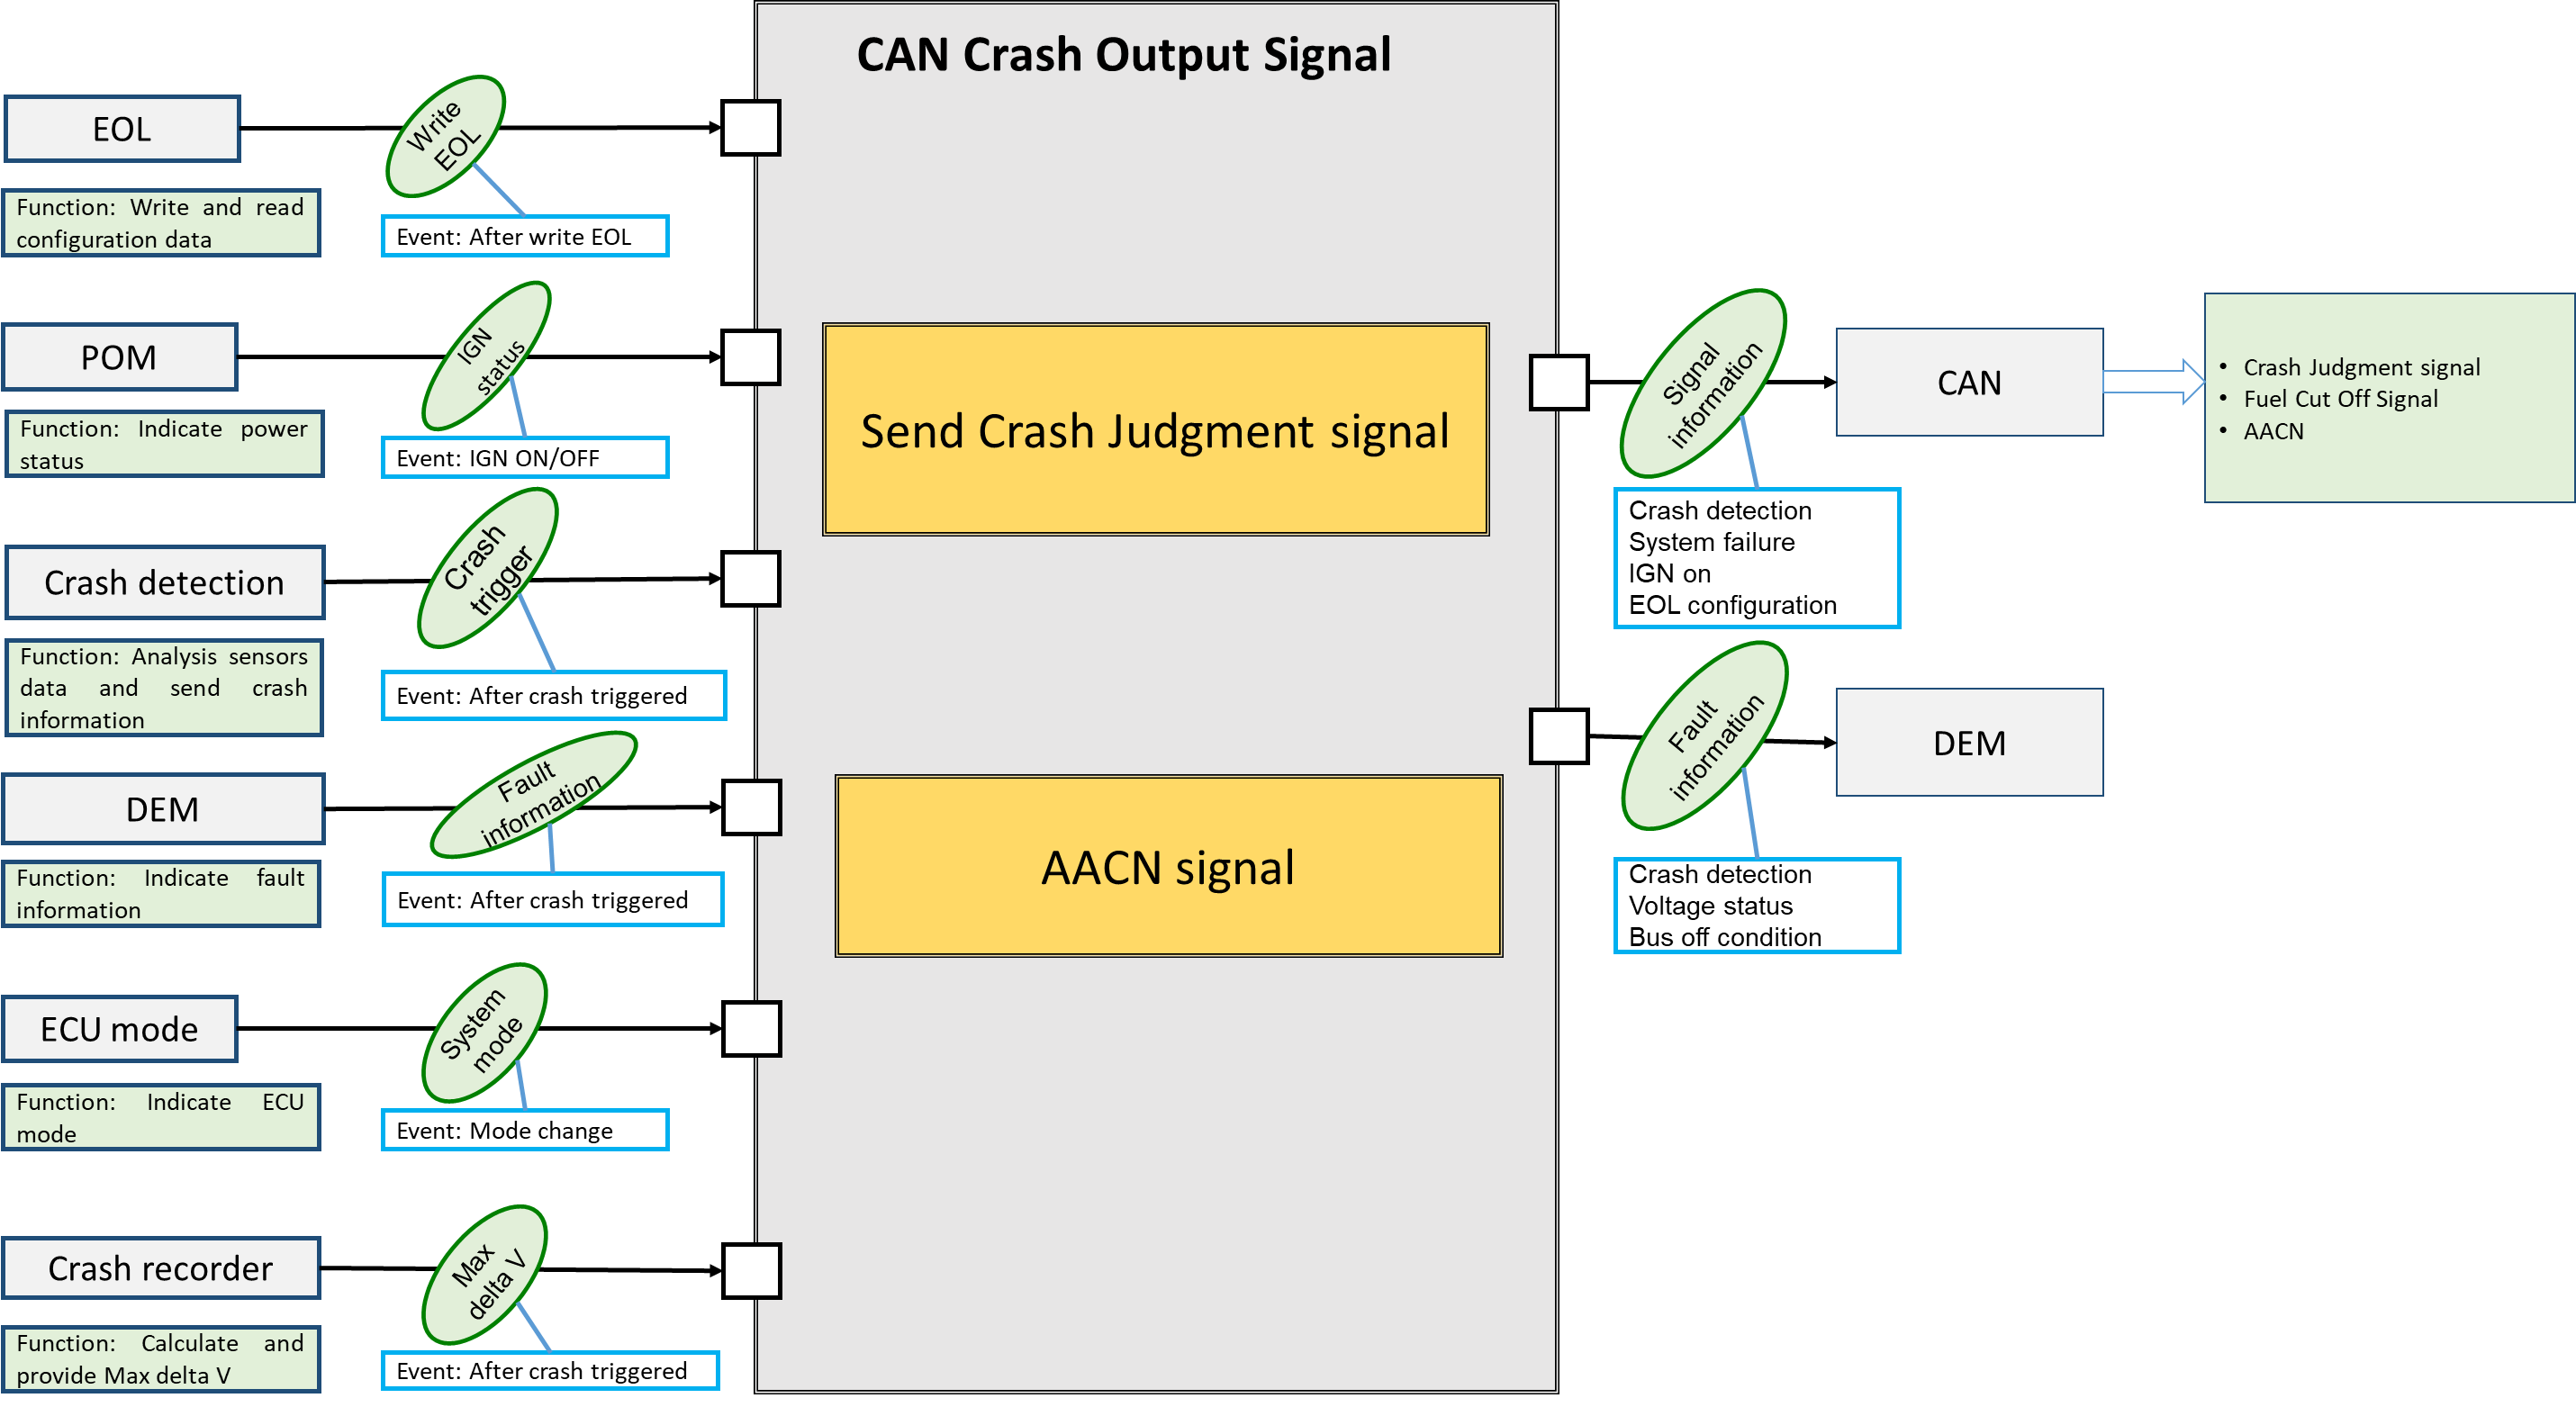 CAN Crash Output Signal
EOL
Write
EOL
Function: Write and read
configuration data
Event: After write EOL
POM
IGN
status
Function: Indicate power
status
Event: IGN ON/OFF
Crash detection
Crash
trigger
Function: Analysis sensors
data and send crash
information
Event: After crash triggered
DEM
Fault
information
Function: Indicate fault
information
Event: After crash triggered
ECU mode
System
mode
Function: Indicate ECU
mode
Event: Mode change
Crash recorder
Max
delta V
Function: Calculate and
provide Max delta V
Event: After crash triggered
Send Crash Judgment signal
AACN signal
Signal
information
CAN
• Crash Judgment signal
• Fuel Cut Off Signal
• AACN
Crash detection
System failure
IGN on
EOL configuration
Fault
information
DEM
Crash detection
Voltage status
Bus off condition